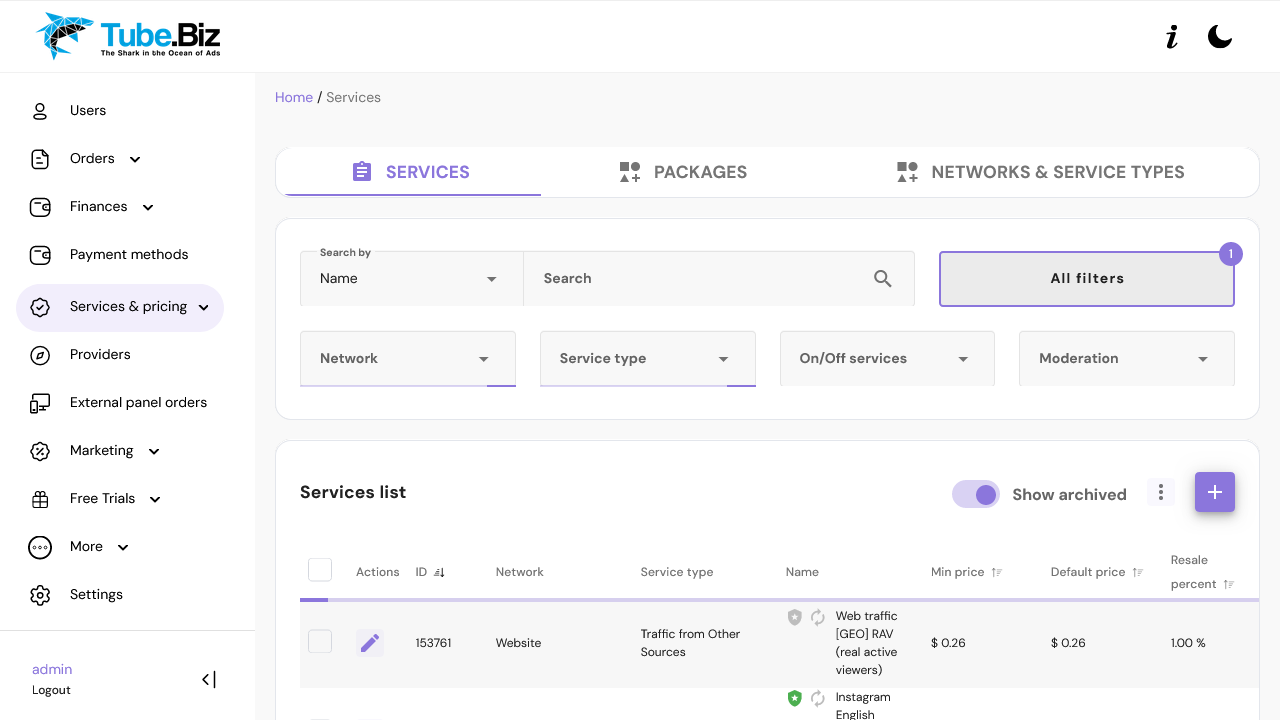 Tube.Biz
The Shark in the Ocean of Ads
i
Home / Services
Users
Orders
Finances
Payment methods
Services & pricing
Providers
External panel orders
Marketing
Free Trials
More
Settings
admin
Logout
SERVICES
PACKAGES
NETWORKS & SERVICE TYPES
Search by
Name
Search
All filters
1
Network
Service type
On/Off services
Moderation
Services list
Show archived
Actions
ID
Network
Service type
Name
Min price
Default price
Resale
percent
153761
Website
Traffic from Other
Sources
Web traffic
[GEO] RAV
(real active
viewers)
$ 0.26
$ 0.26
1.00 %
Instagram
English